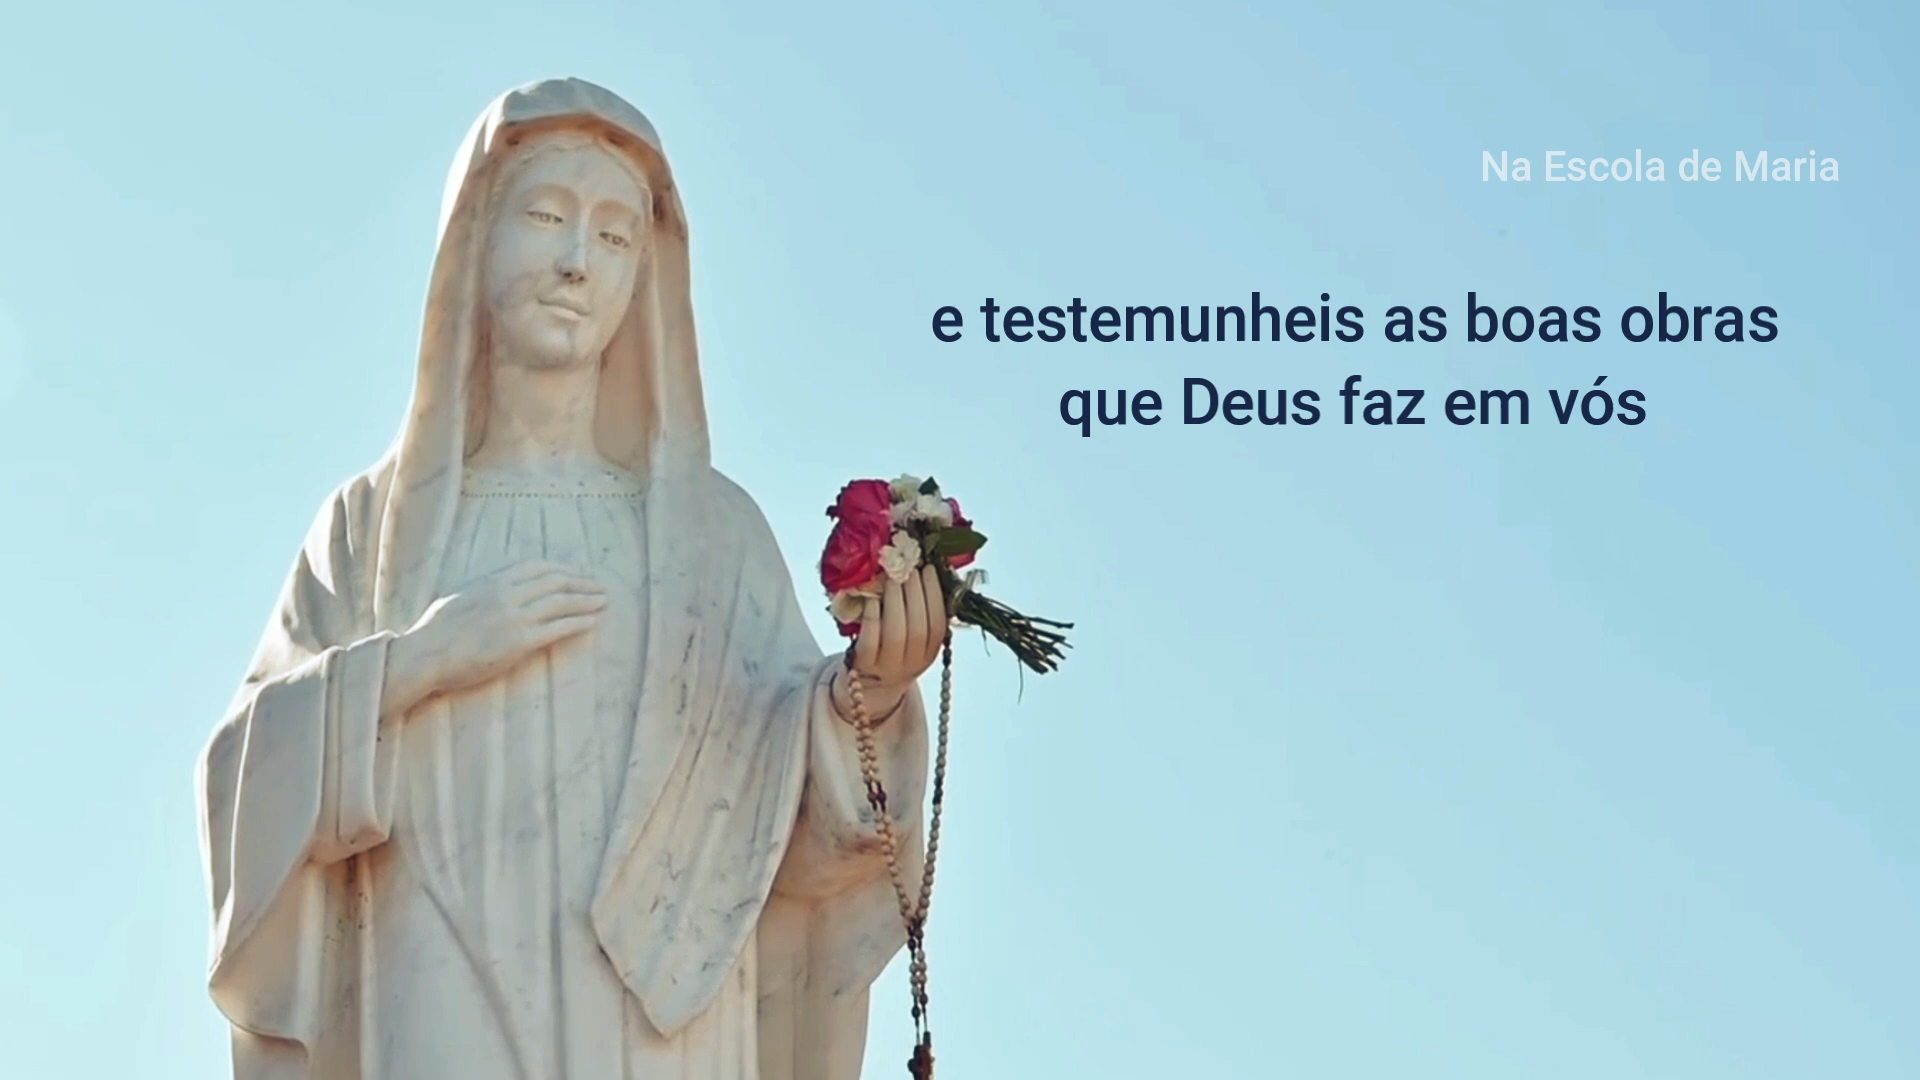 Na Escola de Maria
e testemunheis as boas obras
que Deus faz em vós